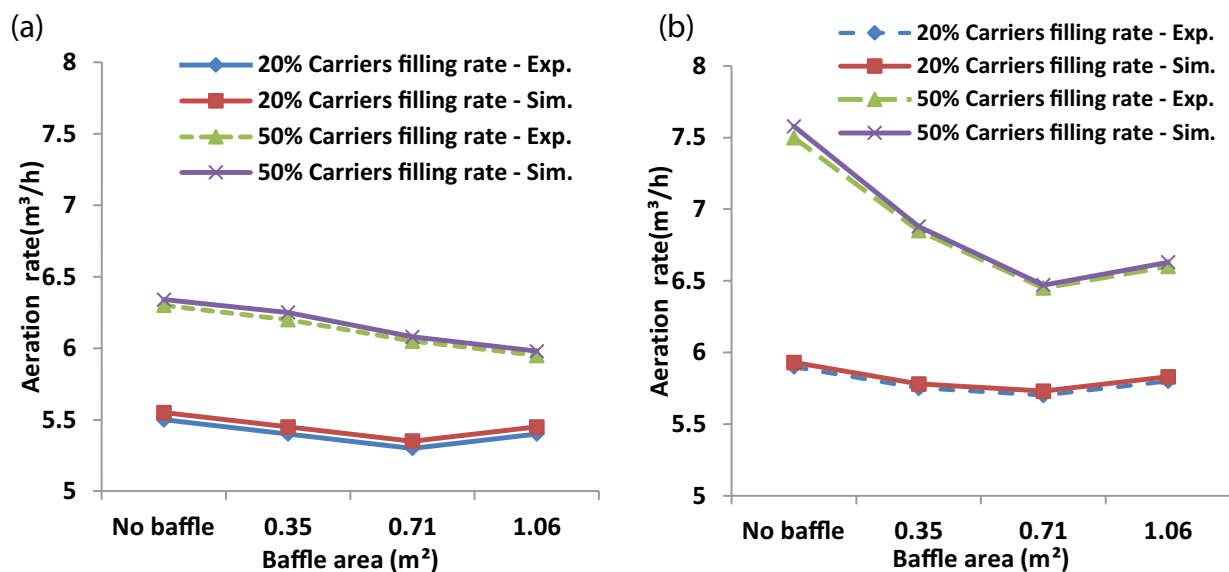 (a)
20% Carriers filling rate - Exp.
20% Carriers filling rate - Sim.
50% Carriers filling rate - Exp.
50% Carriers filling rate - Sim.
Aeration rate(m³/h)
8
7.5
7
6.5
6
5.5
5
No baffle 0.35 0.71 1.06
Baffle area (m²)
(b)
20% Carriers filling rate - Exp.
20% Carriers filling rate - Sim.
50% Carriers filling rate - Exp.
50% Carriers filling rate - Sim.
Aeration rate(m³/h)
8
7.5
7
6.5
6
5.5
5
No baffle 0.35 0.71 1.06
Baffle area (m²)